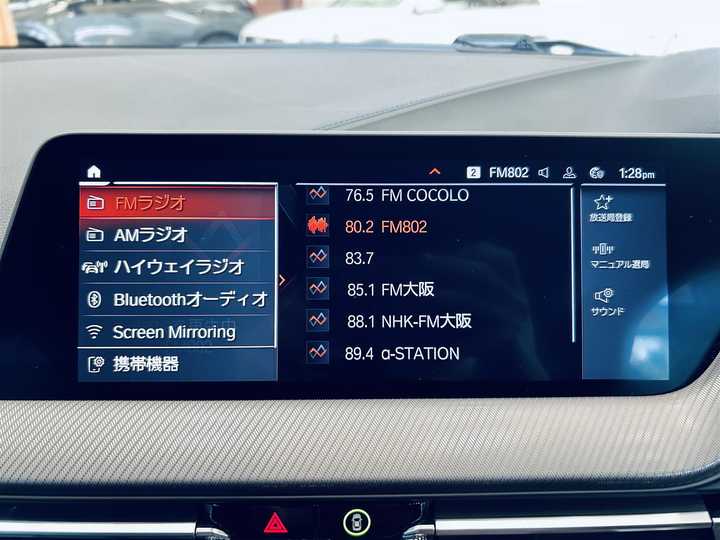 2 FM802 1:28pm
FMラジオ
AMラジオ
ハイウェイラジオ
Bluetoothオーディオ
Screen Mirroring
携帯機器
76.5 FM COCOLO
80.2 FM802
83.7
85.1 FM大阪
88.1 NHK-FM大阪
89.4 α-STATION
放送局登録
マニュアル選局
サウンド